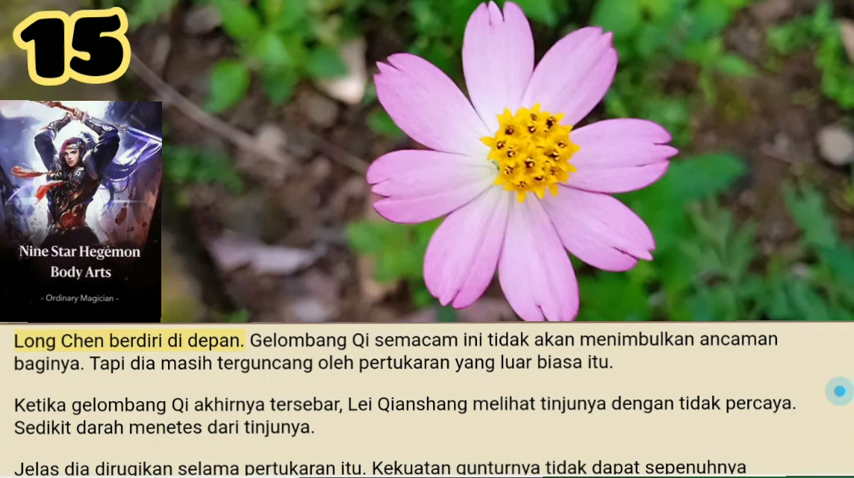 15
Nine Star Hegemon
Body Arts
- Ordinary Magician -
Long Chen berdiri di depan. Gelombang Qi semacam ini tidak akan menimbulkan ancaman
baginya. Tapi dia masih terguncang oleh pertukaran yang luar biasa itu.
Ketika gelombang Qi akhirnya tersebar, Lei Qianshang melihat tinjunya dengan tidak percaya.
Sedikit darah menetes dari tinjunya.
Jelas dia dirugikan selama pertukaran itu. Kekuatan gunturnya tidak dapat sepenuhnya